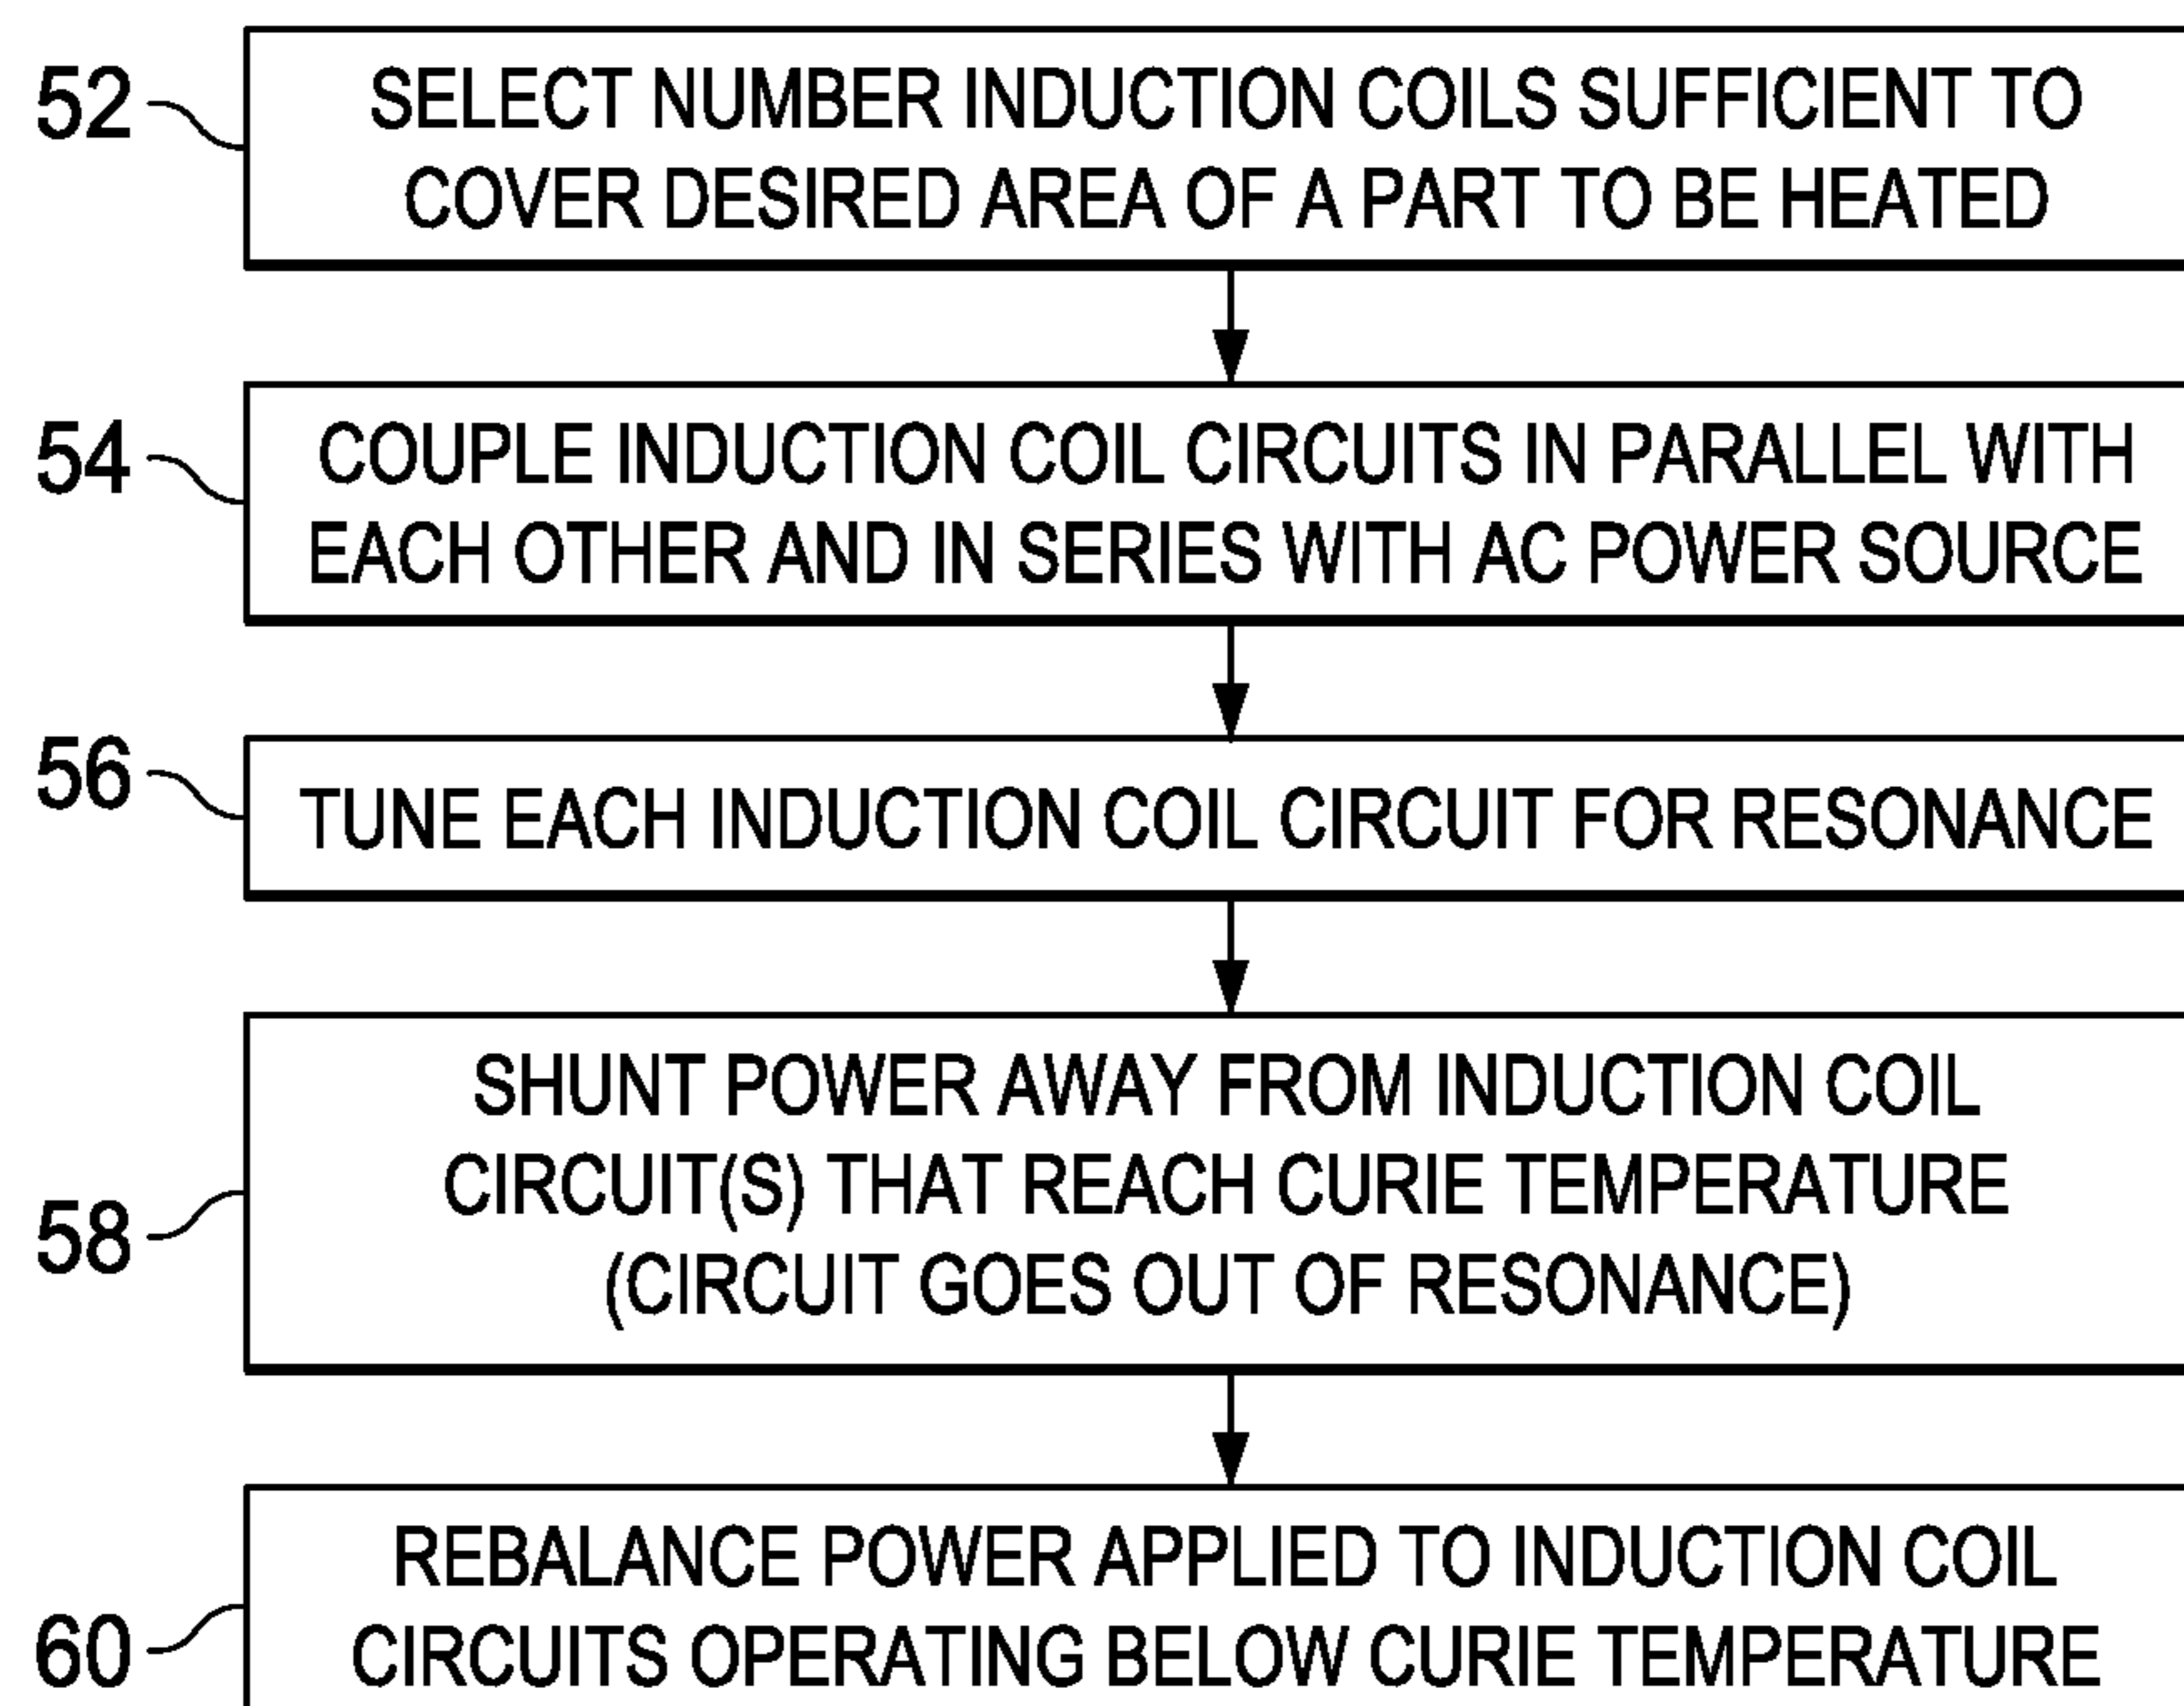 52
SELECT NUMBER INDUCTION COILS SUFFICIENT TO
COVER DESIRED AREA OF A PART TO BE HEATED
54
COUPLE INDUCTION COIL CIRCUITS IN PARALLEL WITH
EACH OTHER AND IN SERIES WITH AC POWER SOURCE
56
TUNE EACH INDUCTION COIL CIRCUIT FOR RESONANCE
58
SHUNT POWER AWAY FROM INDUCTION COIL
CIRCUIT(S) THAT REACH CURIE TEMPERATURE
(CIRCUIT GOES OUT OF RESONANCE)
60
REBALANCE POWER APPLIED TO INDUCTION COIL
CIRCUITS OPERATING BELOW CURIE TEMPERATURE